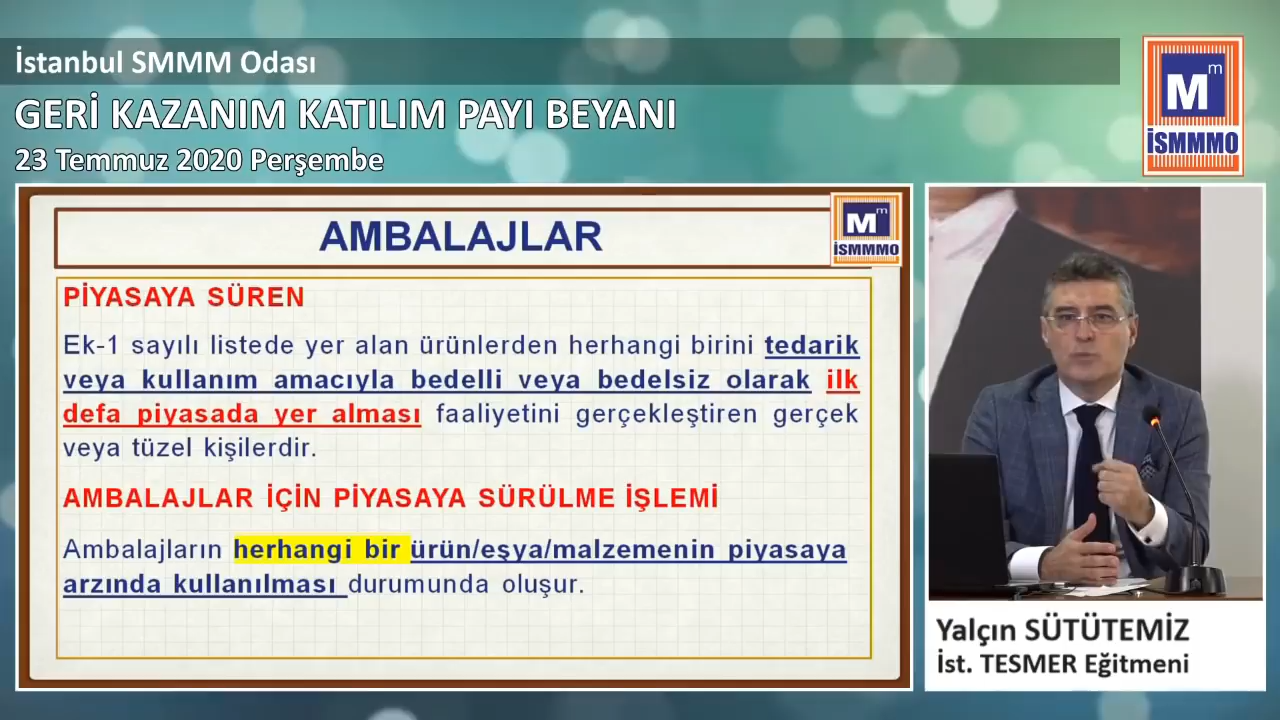 İstanbul SMMM Odası
GERİ KAZANIM KATILIM PAYI BEYANI
23 Temmuz 2020 Perşembe
Mm
İSMMMO
AMBALAJLAR
Mm
İSMMMO
PİYASAYA SÜREN
Ek-1 sayılı listede yer alan ürünlerden herhangi birini tedarik
veya kullanım amacıyla bedelli veya bedelsiz olarak ilk
defa piyasada yer alması faaliyetini gerçekleştiren gerçek
veya tüzel kişilerdir.
AMBALAJLAR İÇİN PİYASAYA SÜRÜLME İŞLEMİ
Ambalajların herhangi bir ürün/eşya/malzemenin piyasaya
arzında kullanılması durumunda oluşur.
Yalçın SÜTÜTEMİZ
İst. TESMER Eğitmeni